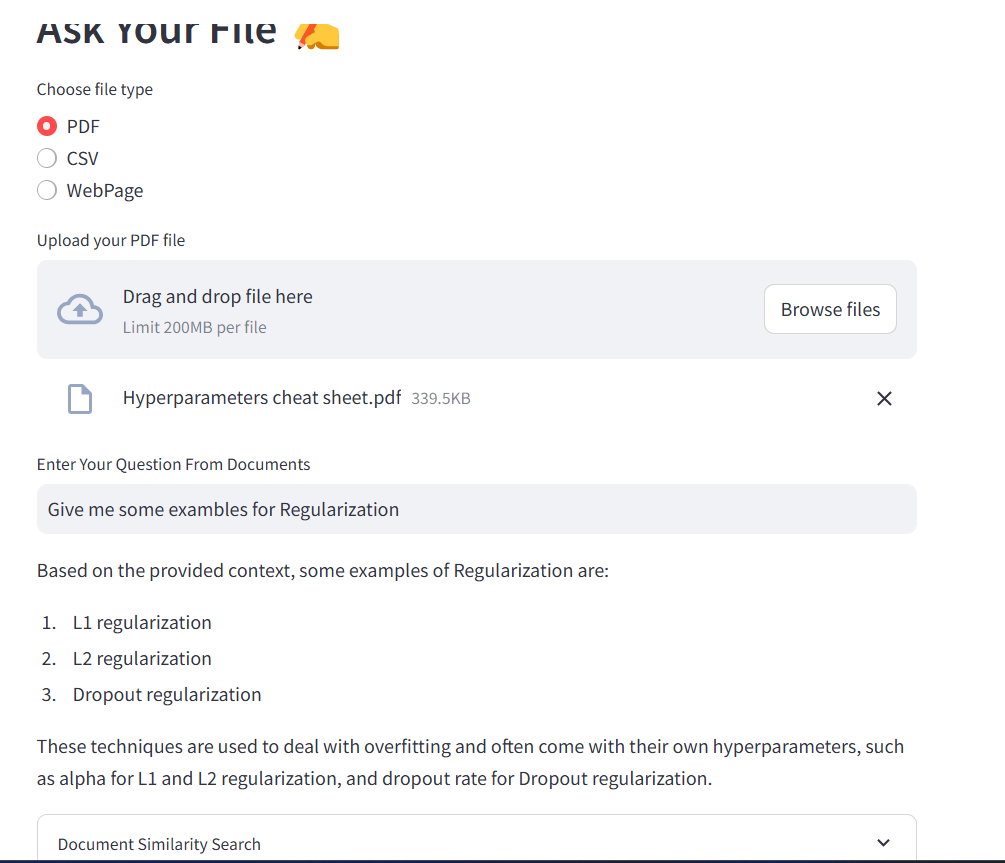 Ask Your File
Choose file type
PDF
CSV
WebPage
Upload your PDF file
Drag and drop file here
Limit 200MB per file
Browse files
Hyperparameters cheat sheet.pdf 339.5KB
Enter Your Question From Documents
Give me some exambles for Regularization
Based on the provided context, some examples of Regularization are:
1. L1 regularization
2. L2 regularization
3. Dropout regularization
These techniques are used to deal with overfitting and often come with their own hyperparameters, such
as alpha for L1 and L2 regularization, and dropout rate for Dropout regularization.
Document Similarity Search